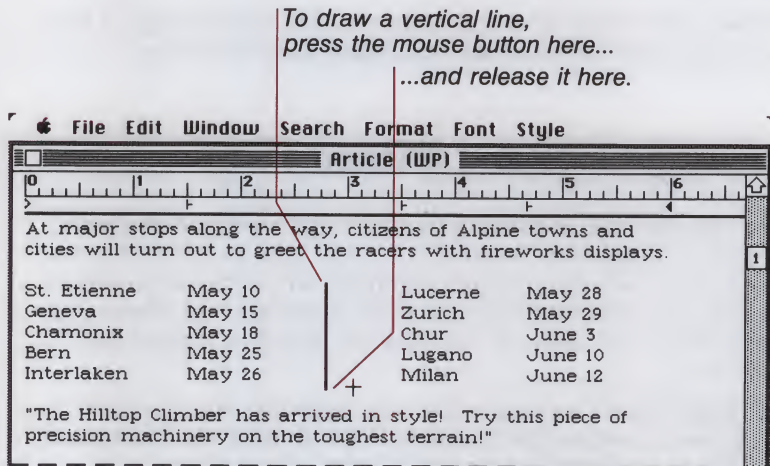 To draw a vertical line,
press the mouse button here...
...and release it here.
File Edit Window Search Format Font Style
Article (WP)
0 1 2 3 4 5 6
At major stops along the way, citizens of Alpine towns and
cities will turn out to greet the racers with fireworks displays.
1
St. Etienne May 10 Lucerne May 28
Geneva May 15 Zurich May 29
Chamonix May 18 Chur June 3
Bern May 25 Lugano June 10
Interlaken May 26 Milan June 12
"The Hilltop Climber has arrived in style! Try this piece of
precision machinery on the toughest terrain!"